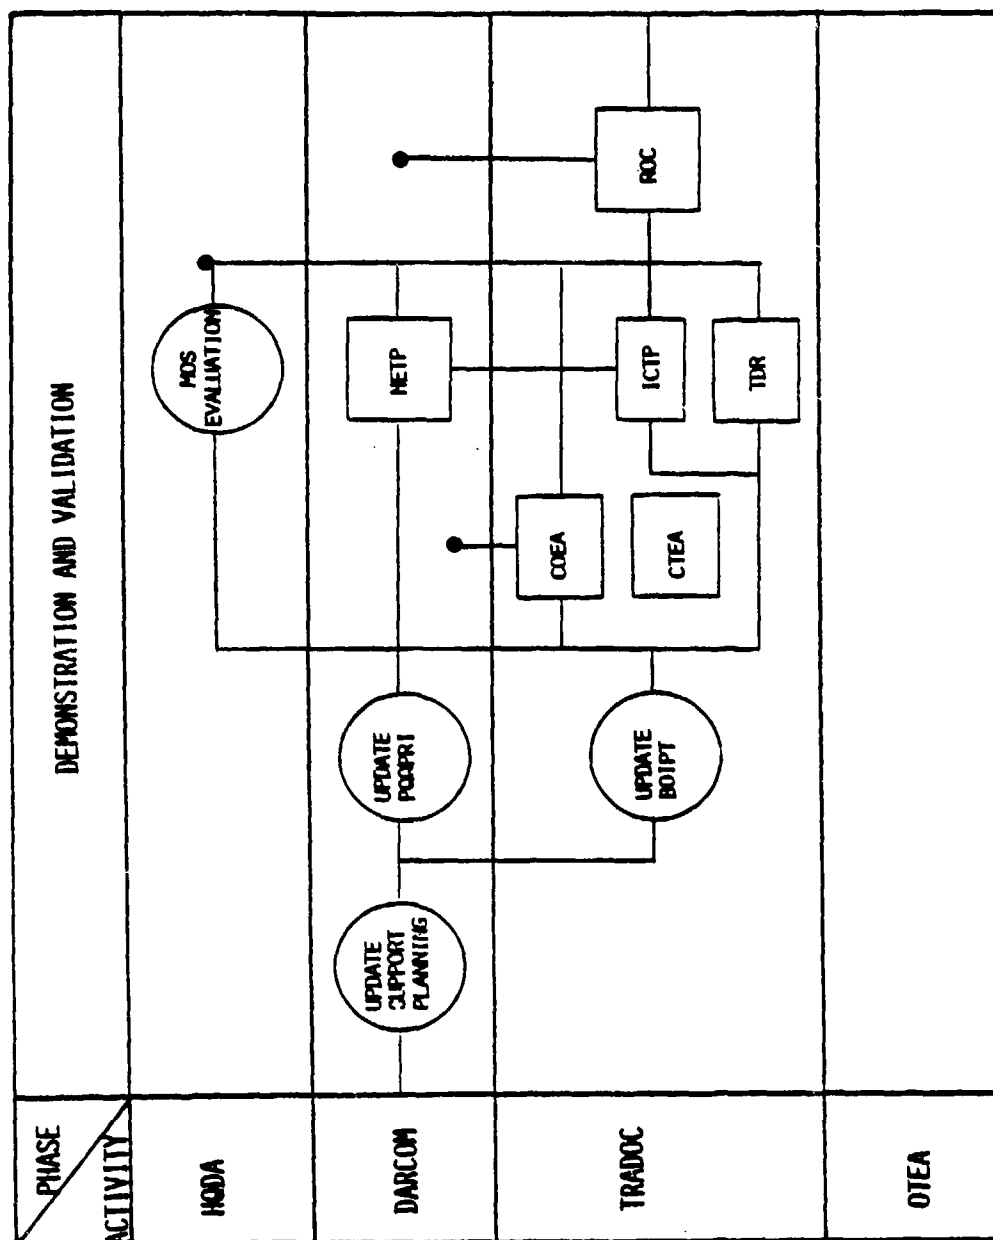 PHASE
ACTIVITY
DEMONSTRATION AND VALIDATION
HQDA
MOS
EVALUATION
DARCOM
UPDATE
SUPPORT
PLANNING
UPDATE
PQQPRI
NETP
TRADOC
UPDATE
BOIPT
COEA
CTEA
ICTP
TDR
ROC
OTEA